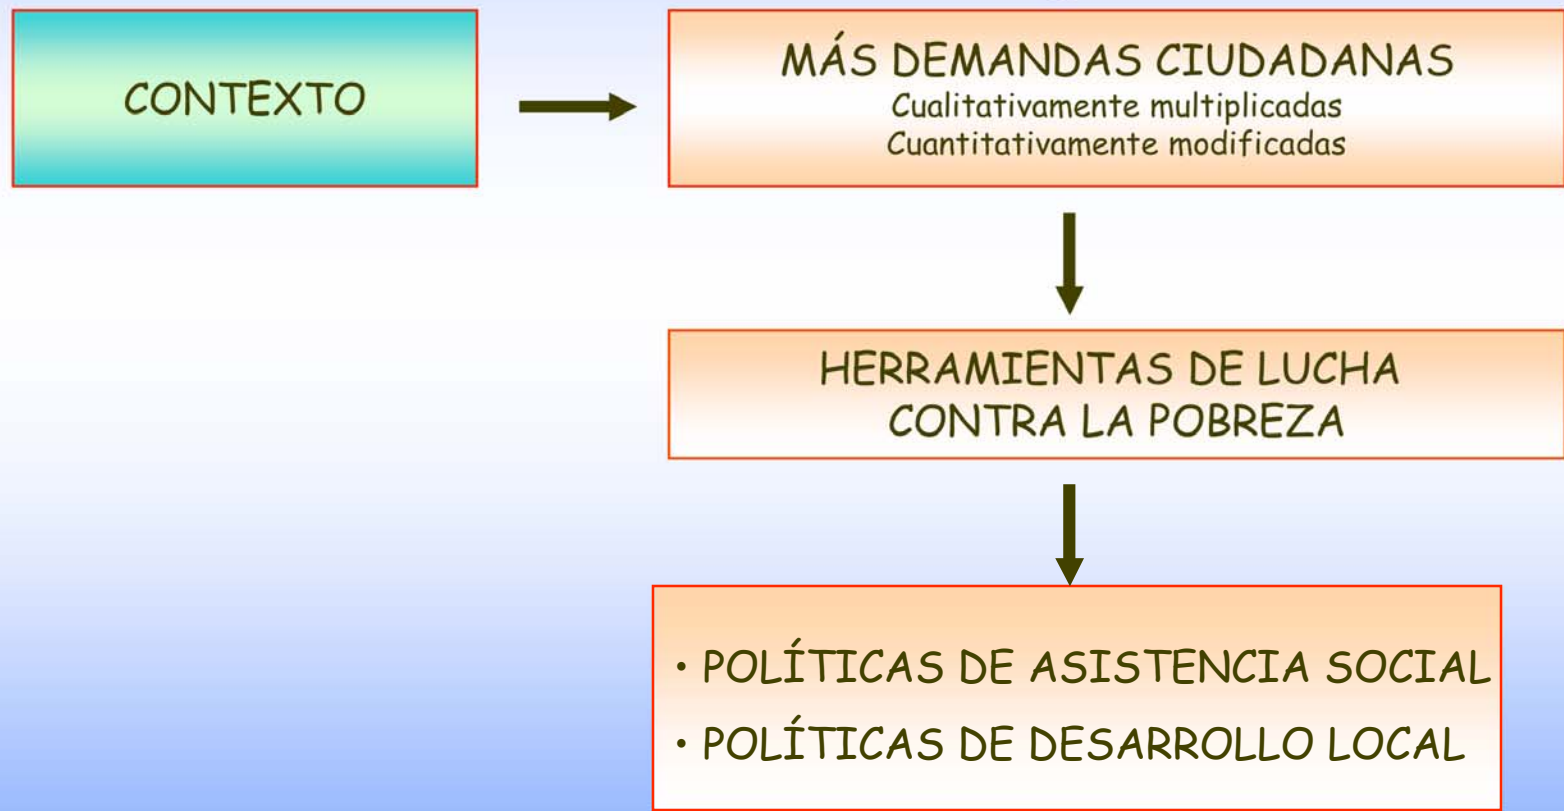 CONTEXTO
MÁS DEMANDAS CIUDADANAS
Cualitativamente multiplicadas
Cuantitativamente modificadas
HERRAMIENTAS DE LUCHA
CONTRA LA POBREZA
• POLÍTICAS DE ASISTENCIA SOCIAL
• POLÍTICAS DE DESARROLLO LOCAL